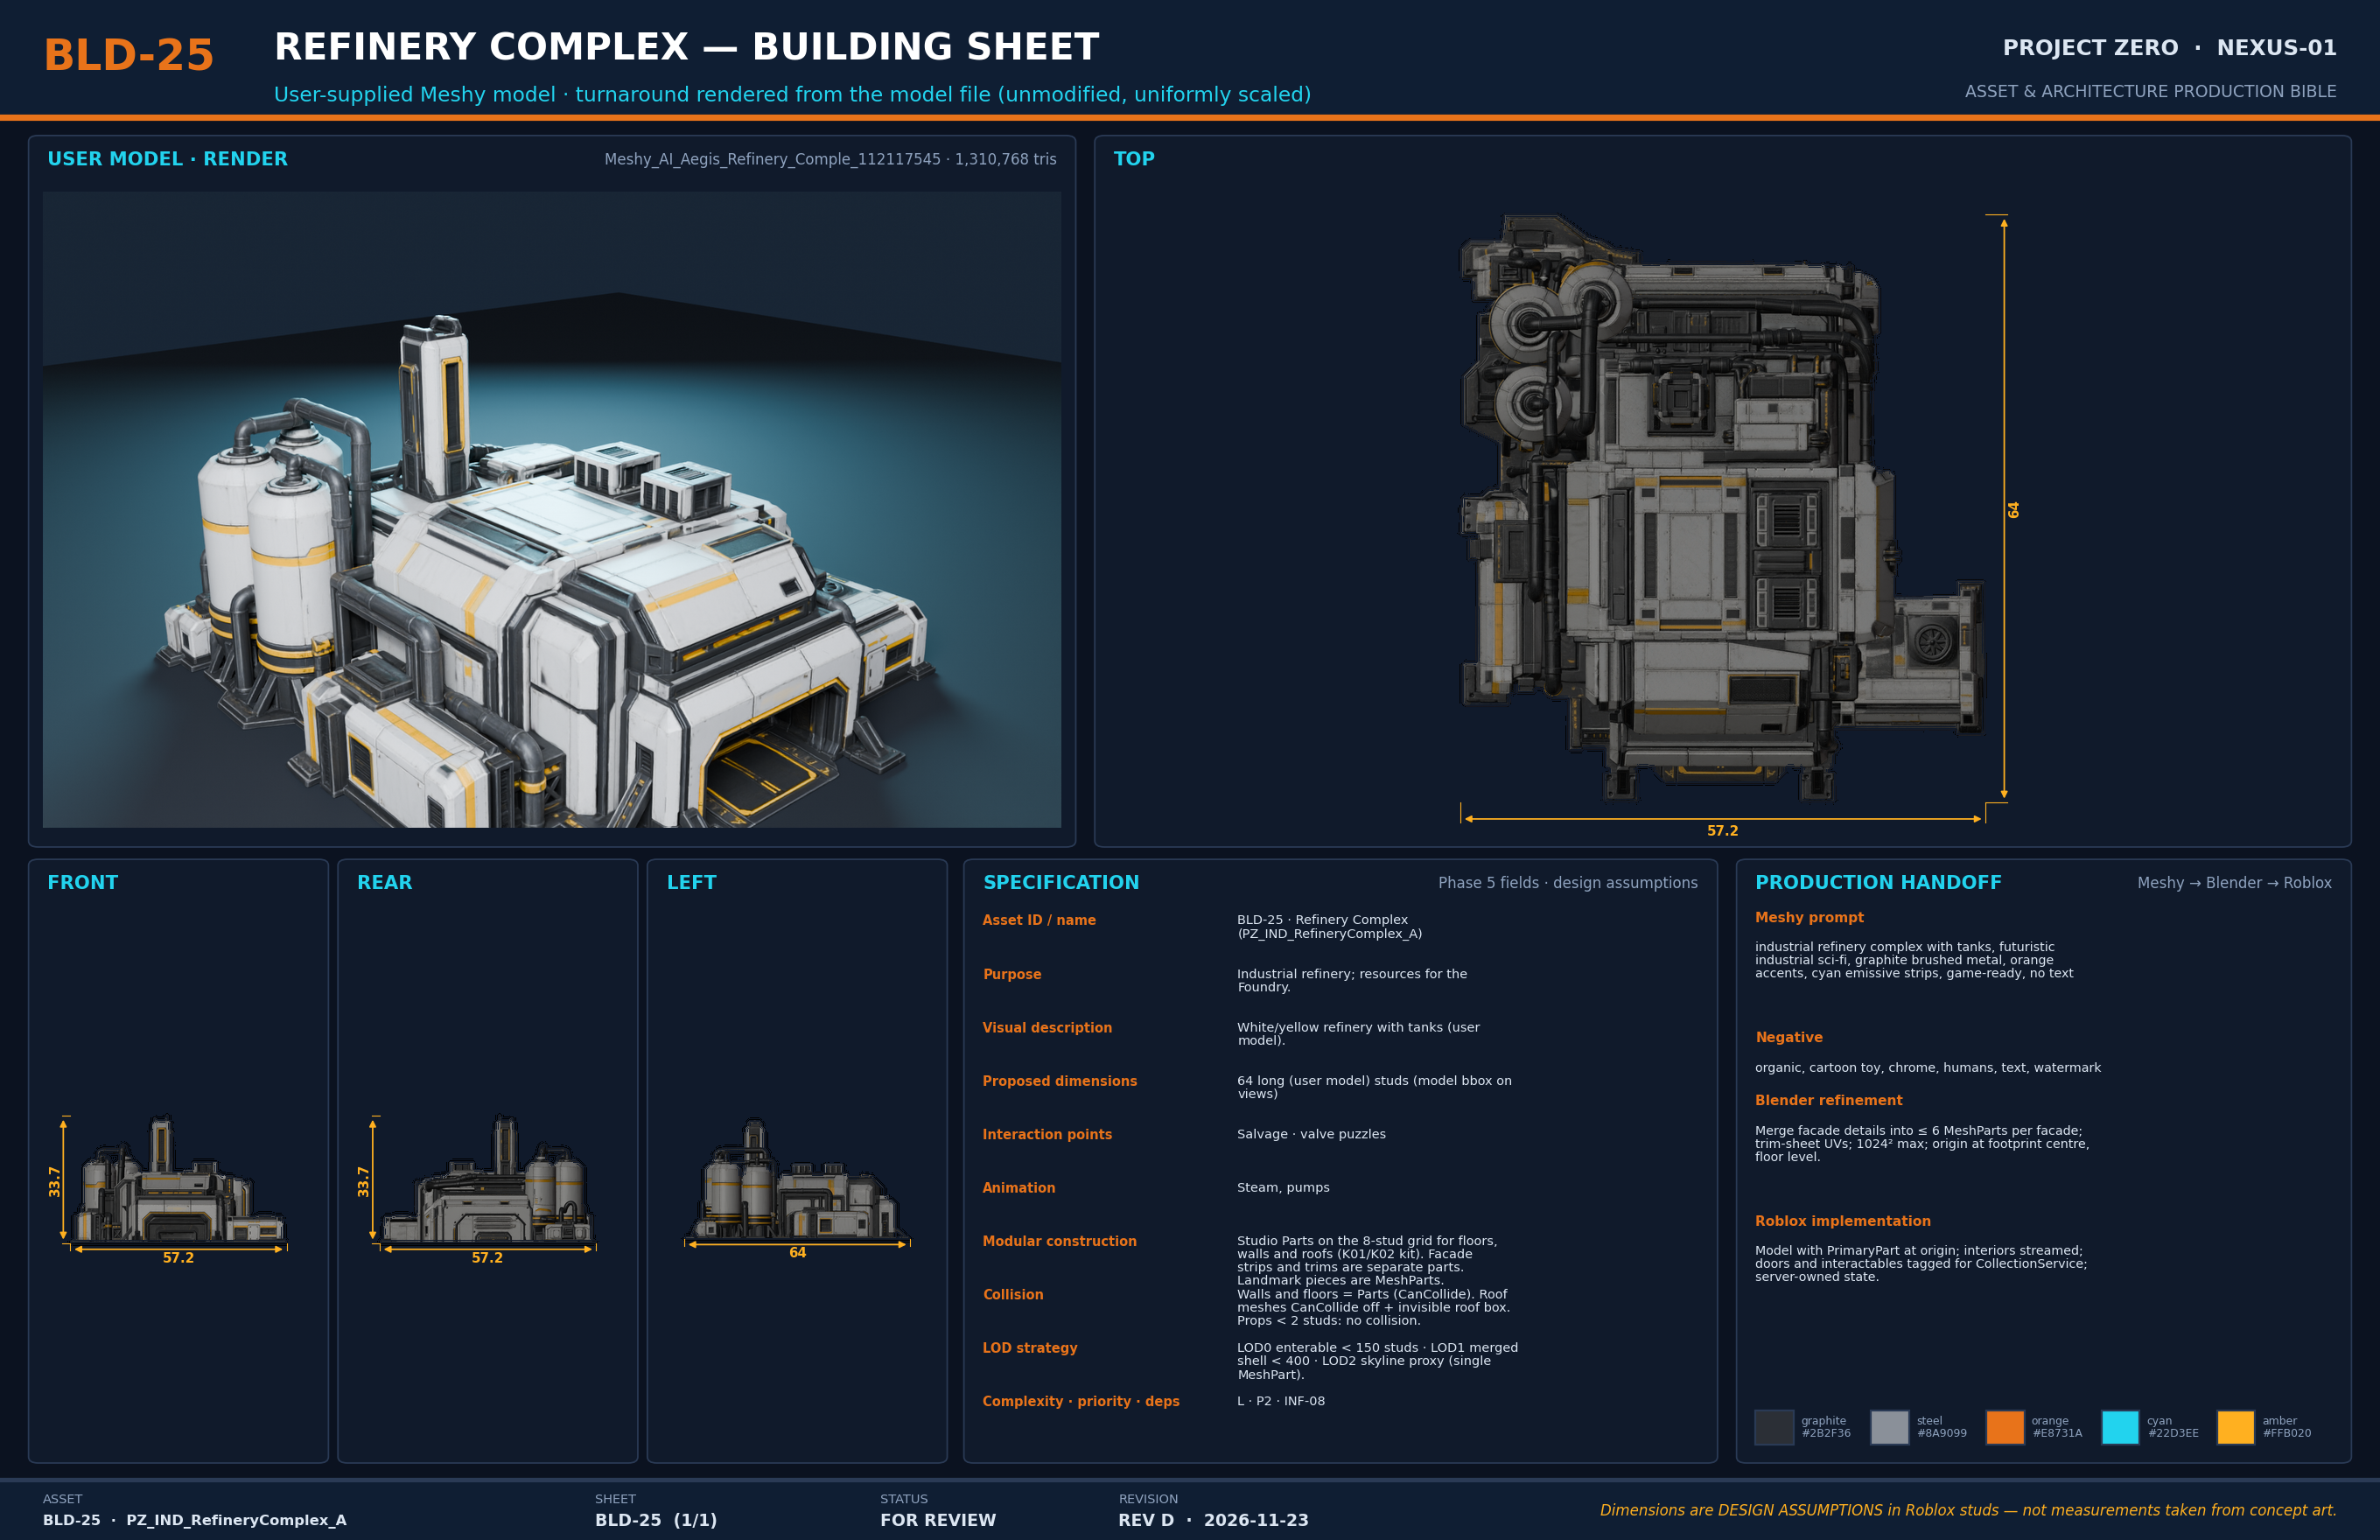 BLD-25
REFINERY COMPLEX — BUILDING SHEET
User-supplied Meshy model · turnaround rendered from the model file (unmodified, uniformly scaled)
PROJECT ZERO · NEXUS-01
ASSET & ARCHITECTURE PRODUCTION BIBLE
USER MODEL · RENDER
Meshy_AI_Aegis_Refinery_Comple_112117545 · 1,310,768 tris
TOP
64
57.2
FRONT
33.7
57.2
REAR
33.7
57.2
LEFT
64
SPECIFICATION
Phase 5 fields · design assumptions
Asset ID / name
BLD-25 · Refinery Complex
(PZ_IND_RefineryComplex_A)
Purpose
Industrial refinery; resources for the
Foundry.
Visual description
White/yellow refinery with tanks (user
model).
Proposed dimensions
64 long (user model) studs (model bbox on
views)
Interaction points
Salvage · valve puzzles
Animation
Steam, pumps
Modular construction
Studio Parts on the 8-stud grid for floors,
walls and roofs (K01/K02 kit). Facade
strips and trims are separate parts.
Landmark pieces are MeshParts.
Collision
Walls and floors = Parts (CanCollide). Roof
meshes CanCollide off + invisible roof box.
Props < 2 studs: no collision.
LOD strategy
LOD0 enterable < 150 studs · LOD1 merged
shell < 400 · LOD2 skyline proxy (single
MeshPart).
Complexity · priority · deps
L · P2 · INF-08
PRODUCTION HANDOFF
Meshy → Blender → Roblox
Meshy prompt
industrial refinery complex with tanks, futuristic
industrial sci-fi, graphite brushed metal, orange
accents, cyan emissive strips, game-ready, no text
Negative
organic, cartoon toy, chrome, humans, text, watermark
Blender refinement
Merge facade details into ≤ 6 MeshParts per facade;
trim-sheet UVs; 1024² max; origin at footprint centre,
floor level.
Roblox implementation
Model with PrimaryPart at origin; interiors streamed;
doors and interactables tagged for CollectionService;
server-owned state.
graphite
#2B2F36
steel
#8A9099
orange
#E8731A
cyan
#22D3EE
amber
#FFB020
ASSET
BLD-25 · PZ_IND_RefineryComplex_A
SHEET
BLD-25 (1/1)
STATUS
FOR REVIEW
REVISION
REV D · 2026-11-23
Dimensions are DESIGN ASSUMPTIONS in Roblox studs — not measurements taken from concept art.